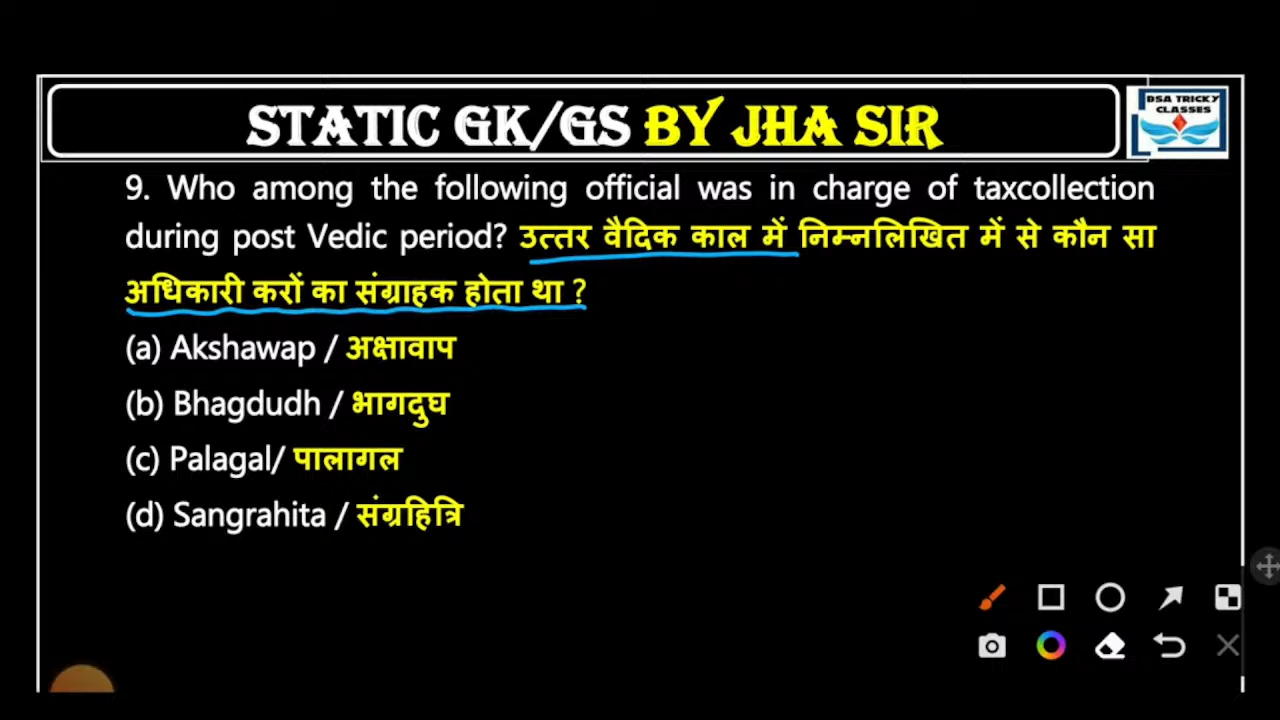 STATIC GK/GS BY JHA SIR
DSA TRICKY
CLASSES
9. Who among the following official was in charge of taxcollection
during post Vedic period? उत्तर वैदिक काल में निम्नलिखित में से कौन सा
अधिकारी करों का संग्राहक होता था ?
(a) Akshawap / अक्षावाप
(b) Bhagdudh / भागदुघ
(c) Palagal/ पालागल
(d) Sangrahita / संग्रहित्रि